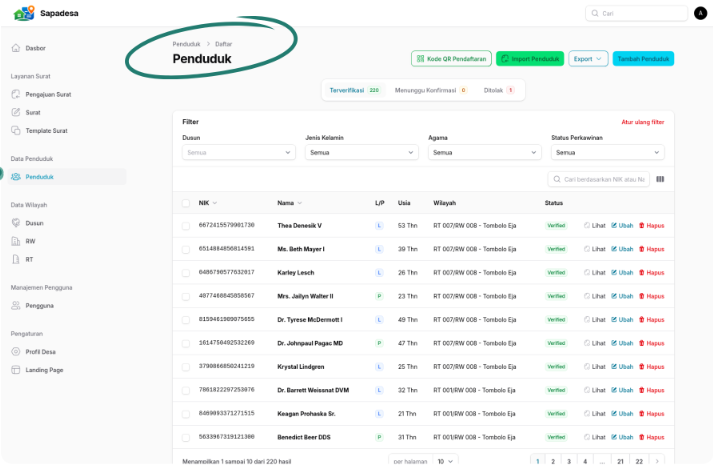 Sapadesa
Cari
A
Dasbor
Layanan Surat
Pengajuan Surat
Surat
Template Surat
Data Penduduk
Penduduk
Data Wilayah
Dusun
RW
RT
Manajemen Pengguna
Pengguna
Pengaturan
Profil Desa
Landing Page
Penduduk > Daftar
Penduduk
Kode QR Pendaftaran
Import Penduduk
Export
Tambah Penduduk
Terverifikasi 220
Menunggu Konfirmasi 0
Ditolak 1
Filter
Atur ulang filter
Dusun Jenis Kelamin Agama Status Perkawinan
Semua Semua Semua Semua
Cari berdasarkan NIK atau Na
NIK Nama L/P Usia Wilayah Status
6672415579901730 Thea Denesik V L 53 Thn RT 007/RW 008 - Tombolo Eja Verified Lihat Ubah Hapus
6514884856814581 Ms. Beth Mayer I L 39 Thn RT 007/RW 008 - Tombolo Eja Verified Lihat Ubah Hapus
6486790577632017 Karley Lesch L 26 Thn RT 007/RW 008 - Tombolo Eja Verified Lihat Ubah Hapus
4077468845858567 Mrs. Jailyn Walter II P 23 Thn RT 007/RW 008 - Tombolo Eja Verified Lihat Ubah Hapus
8159461989075855 Dr. Tyrese McDermott I L 49 Thn RT 007/RW 008 - Tombolo Eja Verified Lihat Ubah Hapus
1614750492532269 Dr. Johnpaul Pagac MD P 47 Thn RT 007/RW 008 - Tombolo Eja Verified Lihat Ubah Hapus
3790866850241219 Krystal Lindgren L 25 Thn RT 007/RW 008 - Tombolo Eja Verified Lihat Ubah Hapus
7861822297253076 Dr. Barrett Weissnat DVM L 32 Thn RT 001/RW 008 - Tombolo Eja Verified Lihat Ubah Hapus
8469093371271515 Keagan Prohaska Sr. L 21 Thn RT 001/RW 008 - Tombolo Eja Verified Lihat Ubah Hapus
5633967319121300 Benedict Beer DDS P 31 Thn RT 001/RW 008 - Tombolo Eja Verified Lihat Ubah Hapus
Menampilkan 1 sampai 10 dari 220 hasil
per halaman 10
1 2 3 4 ... 21 22 >